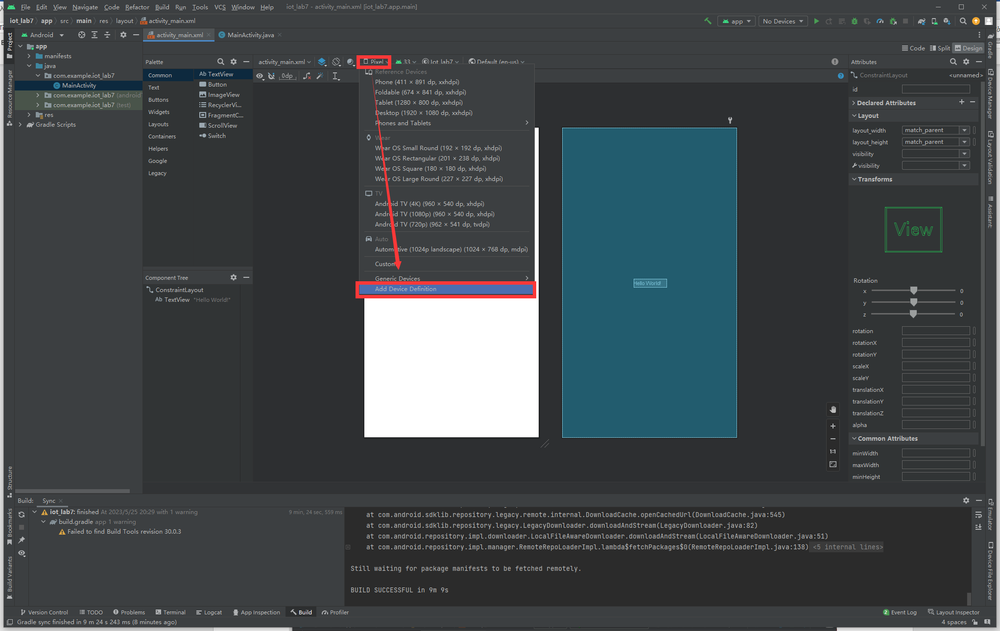 File Edit View Navigate Code Refactor Build Run Tools VCS Window Help iot_lab7 - activity_main.xml [iot_lab7.app.main]
iot_lab7 app src main res layout activity_main.xml
app No Devices
Android
activity_main.xml
MainActivity.java
Code Split Design
Project
Resource Manager
Structure
Bookmarks
Build Variants
app
manifests
java
com.example.iot_lab7
MainActivity
com.example.iot_lab7 (android
com.example.iot_lab7 (test)
res
Gradle Scripts
Palette
Common
Text
Buttons
Widgets
Layouts
Containers
Helpers
Google
Legacy
Ab TextView
Button
ImageView
RecyclerVi...
FragmentC...
ScrollView
Switch
Component Tree
ConstraintLayout
Ab TextView "Hello World!"
activity_main.xml
Pixel 33 Iot_lab7 Default (en-us)
0dp
Reference Devices
Phone (411 × 891 dp, xxhdpi)
Foldable (674 × 841 dp, xxhdpi)
Tablet (1280 × 800 dp, xxhdpi)
Desktop (1920 × 1080 dp, xxhdpi)
Phones and Tablets
Wear
Wear OS Small Round (192 × 192 dp, xhdpi)
Wear OS Rectangular (201 × 238 dp, xhdpi)
Wear OS Square (180 × 180 dp, xhdpi)
Wear OS Large Round (227 × 227 dp, xhdpi)
TV
Android TV (4K) (960 × 540 dp, xhdpi)
Android TV (1080p) (960 × 540 dp, xhdpi)
Android TV (720p) (962 × 541 dp, tvdpi)
Auto
Automotive (1024p landscape) (1024 × 768 dp, mdpi)
Custom
Generic Devices
Add Device Definition
Hello World!
1:1
Attributes
ConstraintLayout <unnamed>
id
Declared Attributes
Layout
layout_width match_parent
layout_height match_parent
visibility
visibility
Transforms
View
Rotation
x 0
y 0
z 0
rotation
rotationX
rotationY
scaleX
scaleY
translationX
translationY
translationZ
alpha
Common Attributes
minWidth
maxWidth
minHeight
Gradle
Device Manager
Layout Validation
Assistant:
Emulator
Device File Explorer
Build: Sync
iot_lab7: finished At 2023/5/25 20:29 with 1 warning 9 min, 24 sec, 559 ms
build.gradle app 1 warning
Failed to find Build Tools revision 30.0.3
at com.android.sdklib.repository.legacy.remote.internal.DownloadCache.openCachedUrl(DownloadCache.java:545)
at com.android.sdklib.repository.legacy.LegacyDownloader.downloadAndStream(LegacyDownloader.java:82)
at com.android.repository.impl.downloader.LocalFileAwareDownloader.downloadAndStream(LocalFileAwareDownloader.java:51)
at com.android.repository.impl.manager.RemoteRepoLoaderImpl.lambda$fetchPackages$0(RemoteRepoLoaderImpl.java:138) <5 internal lines>
Still waiting for package manifests to be fetched remotely.
BUILD SUCCESSFUL in 9m 9s
Version Control TODO Problems Terminal Logcat App Inspection Build Profiler 2 Event Log Layout Inspector
Gradle sync finished in 9 m 24 s 243 ms (8 minutes ago) 4 spaces